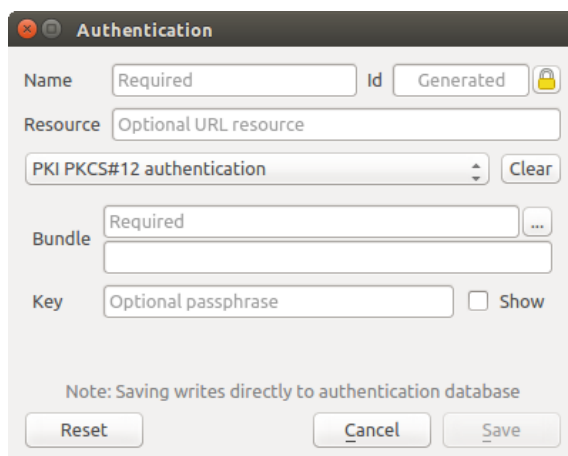 Authentication
Name Required Id Generated
Resource Optional URL resource
PKI PKCS#12 authentication Clear
Bundle Required ...
Key Optional passphrase Show
Note: Saving writes directly to authentication database
Reset Cancel Save